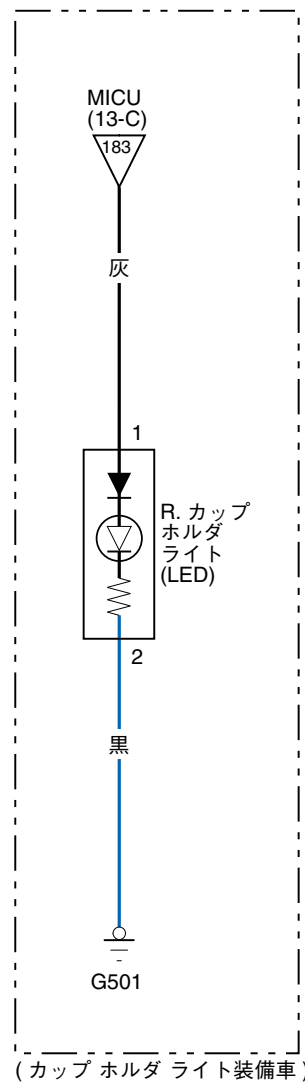 MICU
(13-C)
183
灰
1
R. カップ
ホルダ
ライト
(LED)
2
黒
G501
( カップ ホルダ ライト装備車 )